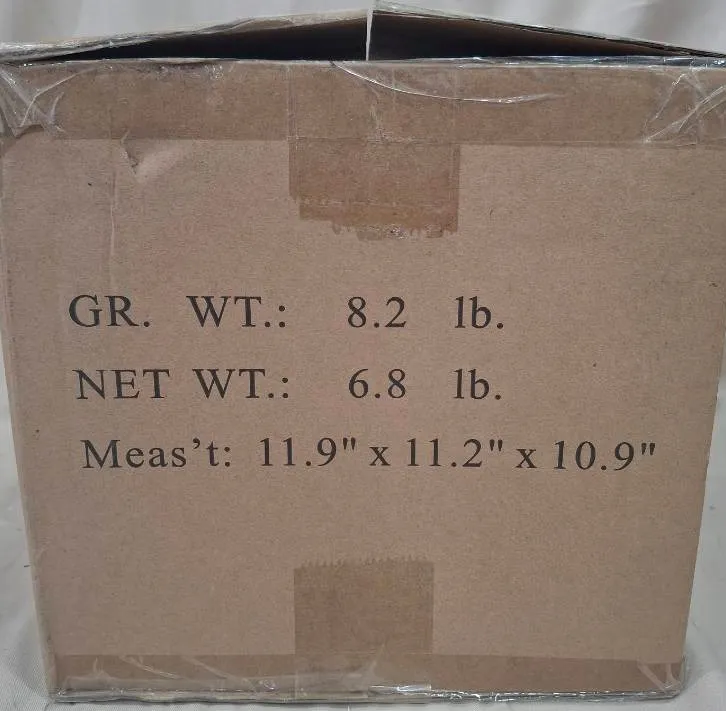 GR. WT.: 8.2 lb.
NET WT.: 6.8 lb.
Meas't: 11.9" x 11.2" x 10.9"